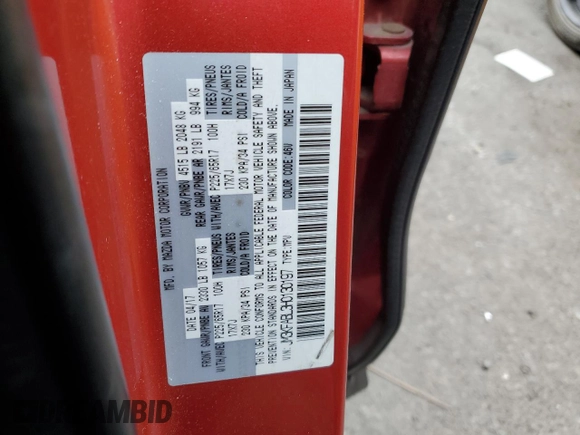 MFD. BY MAZDA MOTOR CORPORATION
DATE 04/17 GVWR/PNBV 4515 LB 2048 KG
FRONT GAWR/PNBE AV 2330 LB 1057 KG REAR GAWR/PNBE AR 2191 LB 994 KG
WITH/AVEC P225/65R17 100H TIRES/PNEUS WITH/AVEC P225/65R17 100H TIRES/PNEUS
17X7J RIMS/JANTES 17X7J RIMS/JANTES
230 KPA/34 PSI COLD/A FROID 230 KPA/34 PSI COLD/A FROID
THIS VEHICLE CONFORMS TO ALL APPLICABLE FEDERAL MOTOR VEHICLE SAFETY AND THEFT
PREVENTION STANDARDS IN EFFECT ON THE DATE OF MANUFACTURE SHOWN ABOVE.
VIN: JM3KFABL3H0130197 TYPE:MPV COLOR CODE:46V MADE IN JAPAN